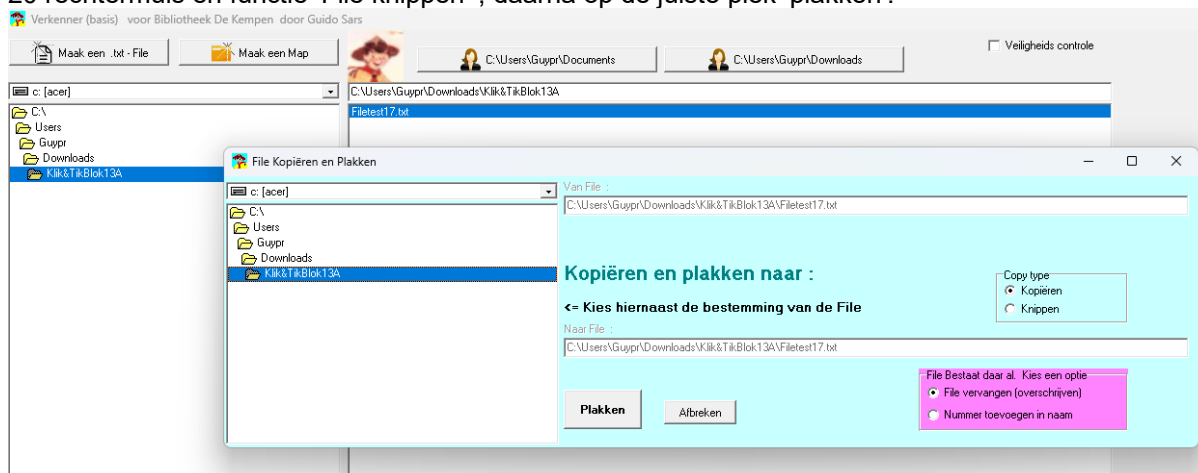 Verkenner (basis) voor Bibliotheek De Kempen door Guido Sars
Maak een .txt - File
Maak een Map
C:\Users\Guypr\Documents
C:\Users\Guypr\Downloads
Veiligheids controle
c: [acer]
C:\Users\Guypr\Downloads\Klik&TikBlok13A
C:\
Users
Guypr
Downloads
Klik&TikBlok13A
Filetest17.txt
File Kopiëren en Plakken
c: [acer]
C:\
Users
Guypr
Downloads
Klik&TikBlok13A
Van File :
C:\Users\Guypr\Downloads\Klik&TikBlok13A\Filetest17.txt
Kopiëren en plakken naar :
<= Kies hiernaast de bestemming van de File
Copy type
Kopiëren
Knippen
Naar File :
C:\Users\Guypr\Downloads\Klik&TikBlok13A\Filetest17.txt
File Bestaat daar al. Kies een optie
File vervangen (overschrijven)
Nummer toevoegen in naam
Plakken
Afbreken